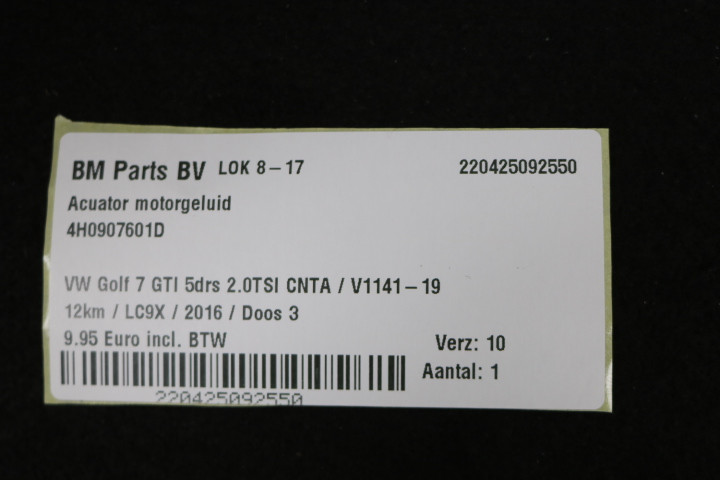 BM Parts BV LOK 8-17 220425092550
Acuator motorgeluid
4H0907601D
VW Golf 7 GTI 5drs 2.0TSI CNTA / V1141-19
12km / LC9X / 2016 / Doos 3
9.95 Euro incl. BTW Verz: 10
Aantal: 1
220425092550